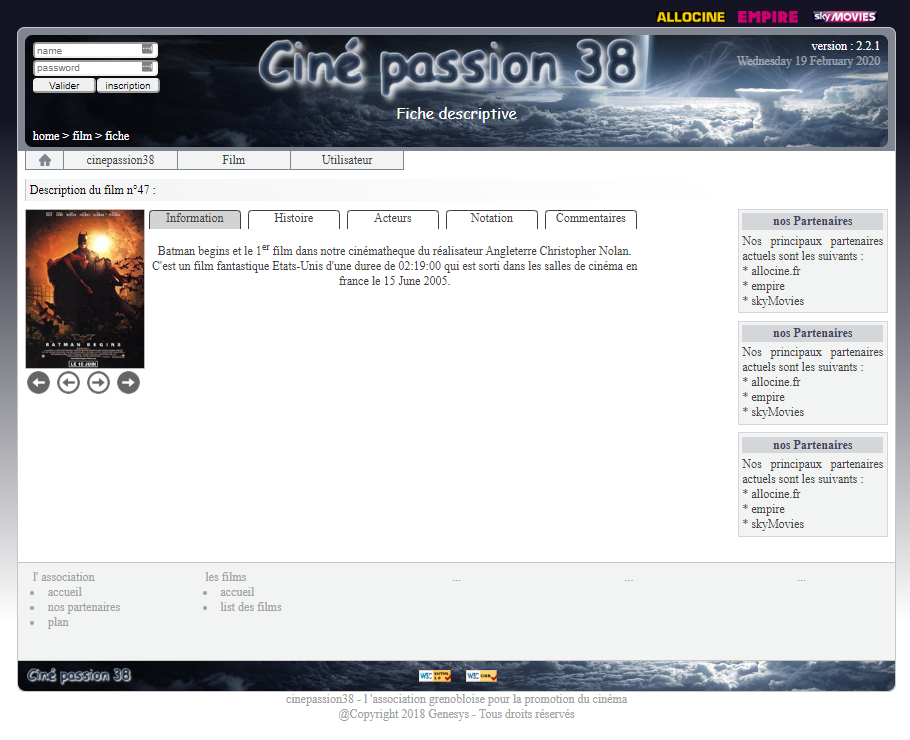 ALLOCINE EMPIRE sky MOVIES
name
password
Valider inscription
Ciné passion 38
Fiche descriptive
version : 2.2.1
Wednesday 19 February 2020
home > film > fiche
cinepassion38 Film Utilisateur
Description du film n°47 :
Information Histoire Acteurs Notation Commentaires
Batman begins et le 1er film dans notre cinématheque du réalisateur Angleterre Christopher Nolan.
C'est un film fantastique Etats-Unis d'une duree de 02:19:00 qui est sorti dans les salles de cinéma en
france le 15 June 2005.
BATMAN BEGINS
LE 15 JUIN
nos Partenaires
Nos principaux partenaires
actuels sont les suivants :
* allocine.fr
* empire
* skyMovies
nos Partenaires
Nos principaux partenaires
actuels sont les suivants :
* allocine.fr
* empire
* skyMovies
nos Partenaires
Nos principaux partenaires
actuels sont les suivants :
* allocine.fr
* empire
* skyMovies
l' association
• accueil
• nos partenaires
• plan
les films
• accueil
• list des films
...
...
...
Ciné passion 38
W3C W3C CSS
cinepassion38 - l 'association grenobloise pour la promotion du cinéma
@Copyright 2018 Genesys - Tous droits réservés